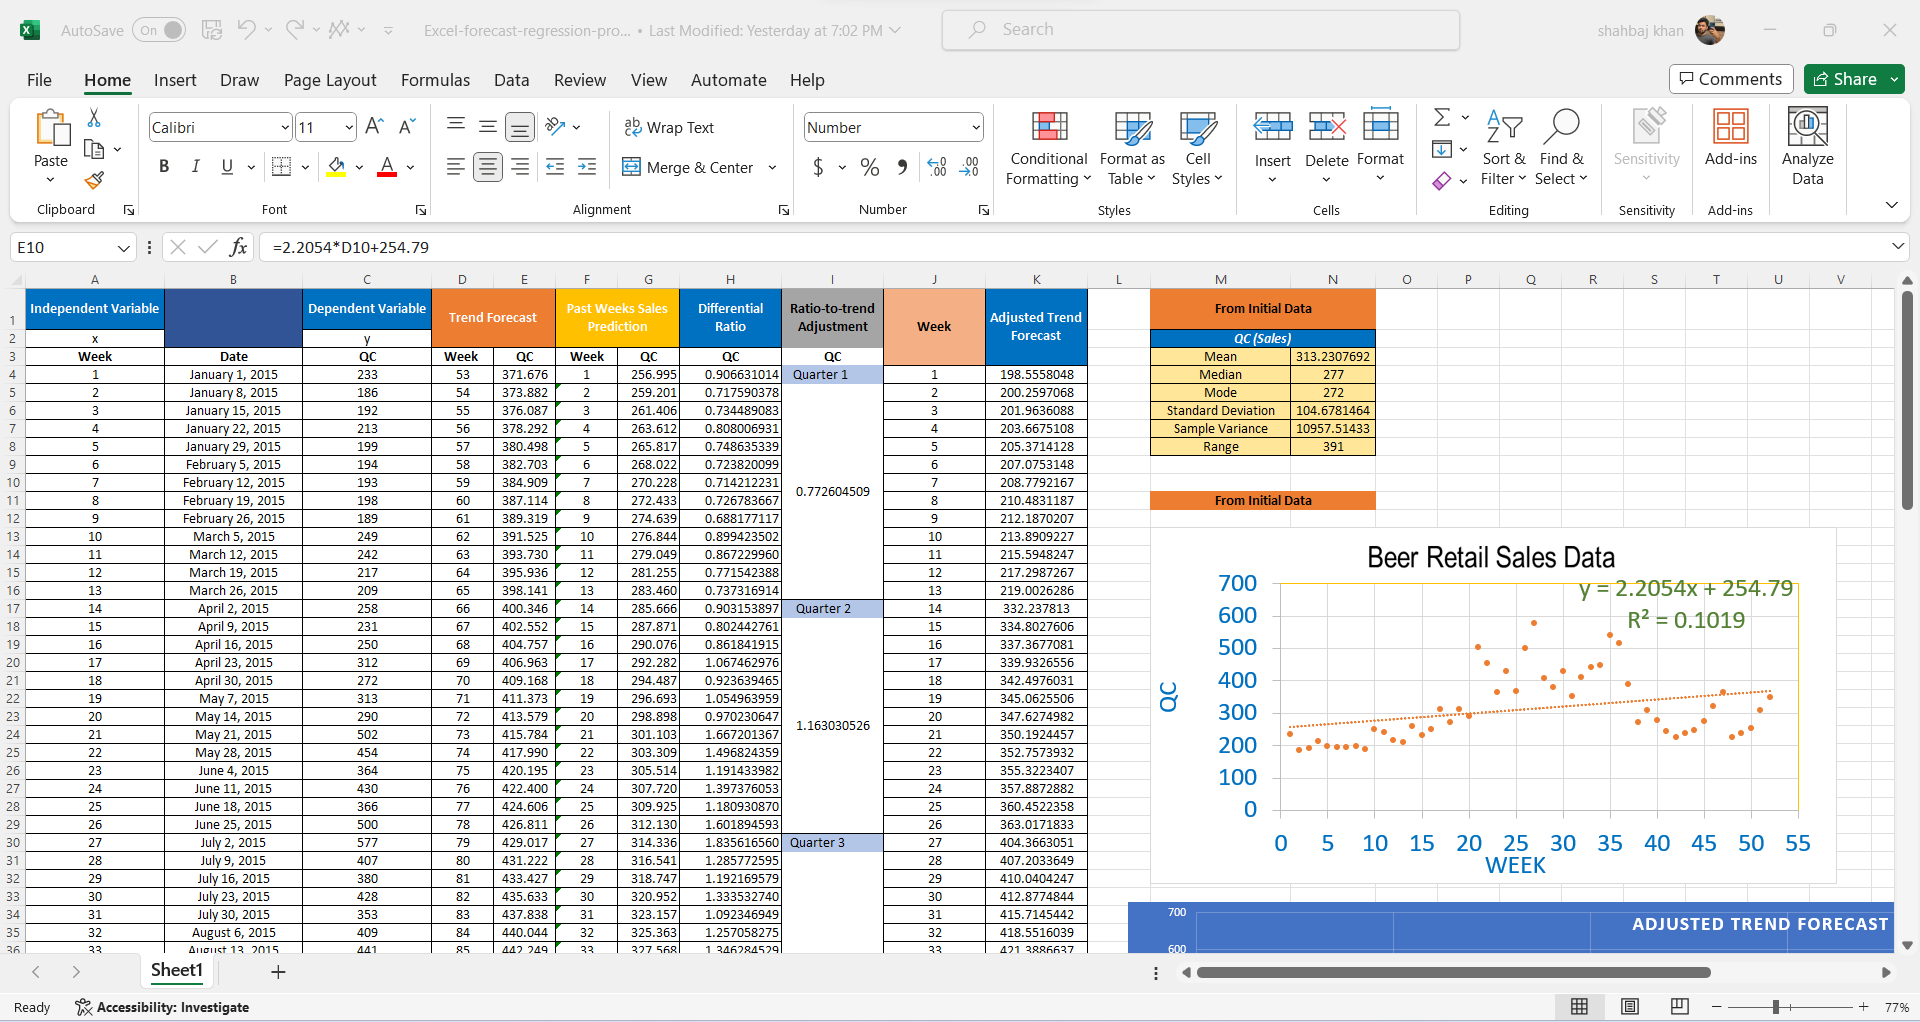 AutoSave On Excel-forecast-regression-pro... • Last Modified: Yesterday at 7:02 PM Search shahbaj khan
File Home Insert Draw Page Layout Formulas Data Review View Automate Help Comments Share
Paste Calibri 11 Wrap Text Number Conditional Formatting Format as Table Cell Styles Insert Delete Format Sort & Filter Find & Select Sensitivity Add-ins Analyze Data
B I U A Merge & Center $ %
Clipboard Font Alignment Number Styles Cells Editing Sensitivity Add-ins
E10 fx =2.2054*D10+254.79
A B C D E F G H I J K L M N O P Q R S T U V
1 Independent Variable Dependent Variable Trend Forecast Past Weeks Sales Prediction Differential Ratio Ratio-to-trend Adjustment Week Adjusted Trend Forecast From Initial Data
2 x y QC (Sales)
3 Week Date QC Week QC Week QC QC QC Mean 313.2307692
4 1 January 1, 2015 233 53 371.676 1 256.995 0.906631014 Quarter 1 1 198.5558048 Median 277
5 2 January 8, 2015 186 54 373.882 2 259.201 0.717590378 2 200.2597068 Mode 272
6 3 January 15, 2015 192 55 376.087 3 261.406 0.734489083 3 201.9636088 Standard Deviation 104.6781464
7 4 January 22, 2015 213 56 378.292 4 263.612 0.808006931 4 203.6675108 Sample Variance 10957.51433
8 5 January 29, 2015 199 57 380.498 5 265.817 0.748635339 5 205.3714128 Range 391
9 6 February 5, 2015 194 58 382.703 6 268.022 0.723820099 6 207.0753148
10 7 February 12, 2015 193 59 384.909 7 270.228 0.714212231 7 208.7792167
11 8 February 19, 2015 198 60 387.114 8 272.433 0.726783667 0.772604509 8 210.4831187 From Initial Data
12 9 February 26, 2015 189 61 389.319 9 274.639 0.688177117 9 212.1870207
13 10 March 5, 2015 249 62 391.525 10 276.844 0.899423502 10 213.8909227
14 11 March 12, 2015 242 63 393.730 11 279.049 0.867229960 11 215.5948247
15 12 March 19, 2015 217 64 395.936 12 281.255 0.771542388 12 217.2987267
16 13 March 26, 2015 209 65 398.141 13 283.460 0.737316914 13 219.0026286
17 14 April 2, 2015 258 66 400.346 14 285.666 0.903153897 Quarter 2 14 332.237813
18 15 April 9, 2015 231 67 402.552 15 287.871 0.802442761 15 334.8027606
19 16 April 16, 2015 250 68 404.757 16 290.076 0.861841915 16 337.3677081
20 17 April 23, 2015 312 69 406.963 17 292.282 1.067462976 17 339.9326556
21 18 April 30, 2015 272 70 409.168 18 294.487 0.923639465 18 342.4976031
22 19 May 7, 2015 313 71 411.373 19 296.693 1.054963959 19 345.0625506
23 20 May 14, 2015 290 72 413.579 20 298.898 0.970230647 20 347.6274982
24 21 May 21, 2015 502 73 415.784 21 301.103 1.667201367 1.163030526 21 350.1924457
25 22 May 28, 2015 454 74 417.990 22 303.309 1.496824359 22 352.7573932
26 23 June 4, 2015 364 75 420.195 23 305.514 1.191433982 23 355.3223407
27 24 June 11, 2015 430 76 422.400 24 307.720 1.397376053 24 357.8872882
28 25 June 18, 2015 366 77 424.606 25 309.925 1.180930870 25 360.4522358
29 26 June 25, 2015 500 78 426.811 26 312.130 1.601894593 26 363.0171833
30 27 July 2, 2015 577 79 429.017 27 314.336 1.835616560 Quarter 3 27 404.3663051
31 28 July 9, 2015 407 80 431.222 28 316.541 1.285772595 28 407.2033649
32 29 July 16, 2015 380 81 433.427 29 318.747 1.192169579 29 410.0404247
33 30 July 23, 2015 428 82 435.633 30 320.952 1.333532740 30 412.8774844
34 31 July 30, 2015 353 83 437.838 31 323.157 1.092346949 31 415.7145442
35 32 August 6, 2015 409 84 440.044 32 325.363 1.257058275 32 418.5516039
36 33 August 13, 2015 441 85 442.249 33 327.568 1.346284529 33 421.3886637
Beer Retail Sales Data
y = 2.2054x + 254.79
R² = 0.1019
QC
700
600
500
400
300
200
100
0
0 5 10 15 20 25 30 35 40 45 50 55
WEEK
ADJUSTED TREND FORECAST
700
600
Sheet1
Ready Accessibility: Investigate 77%